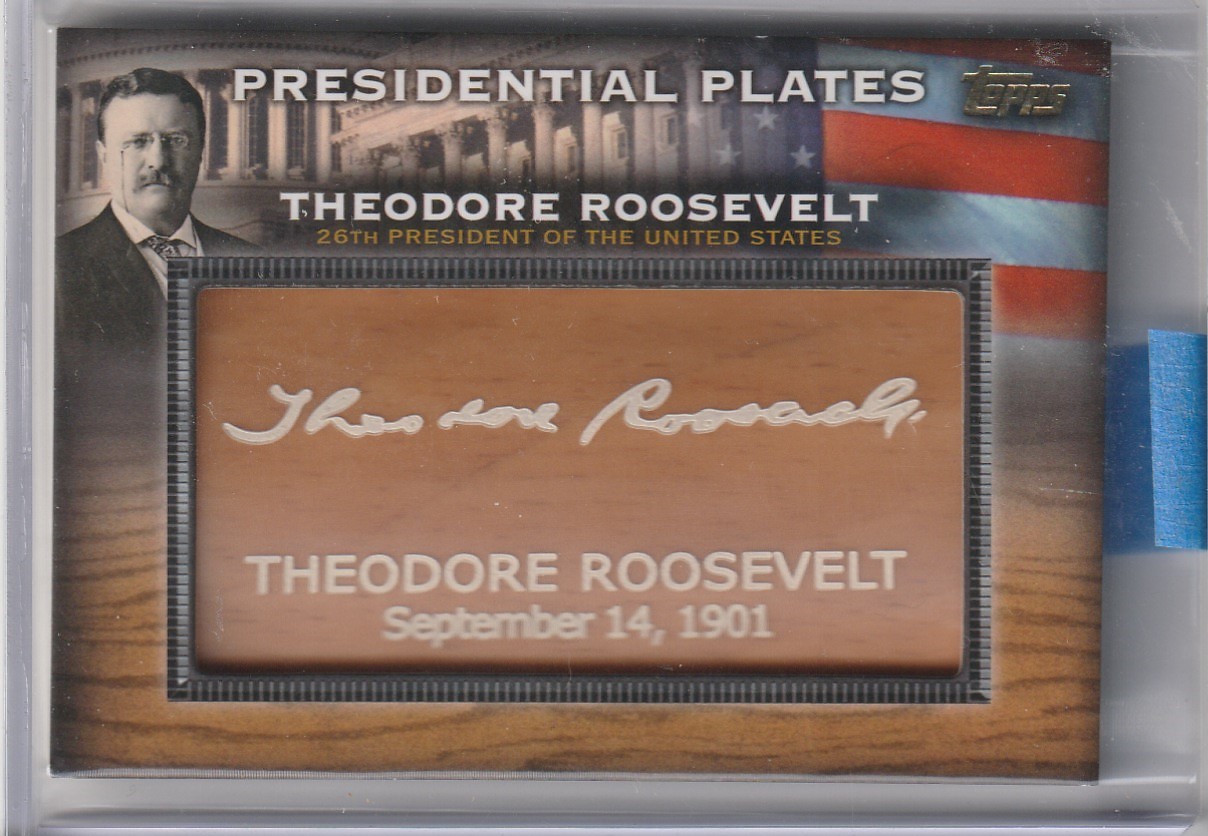 PRESIDENTIAL PLATES
Topps
THEODORE ROOSEVELT
26TH PRESIDENT OF THE UNITED STATES
Theodore Roosevelt
THEODORE ROOSEVELT
September 14, 1901